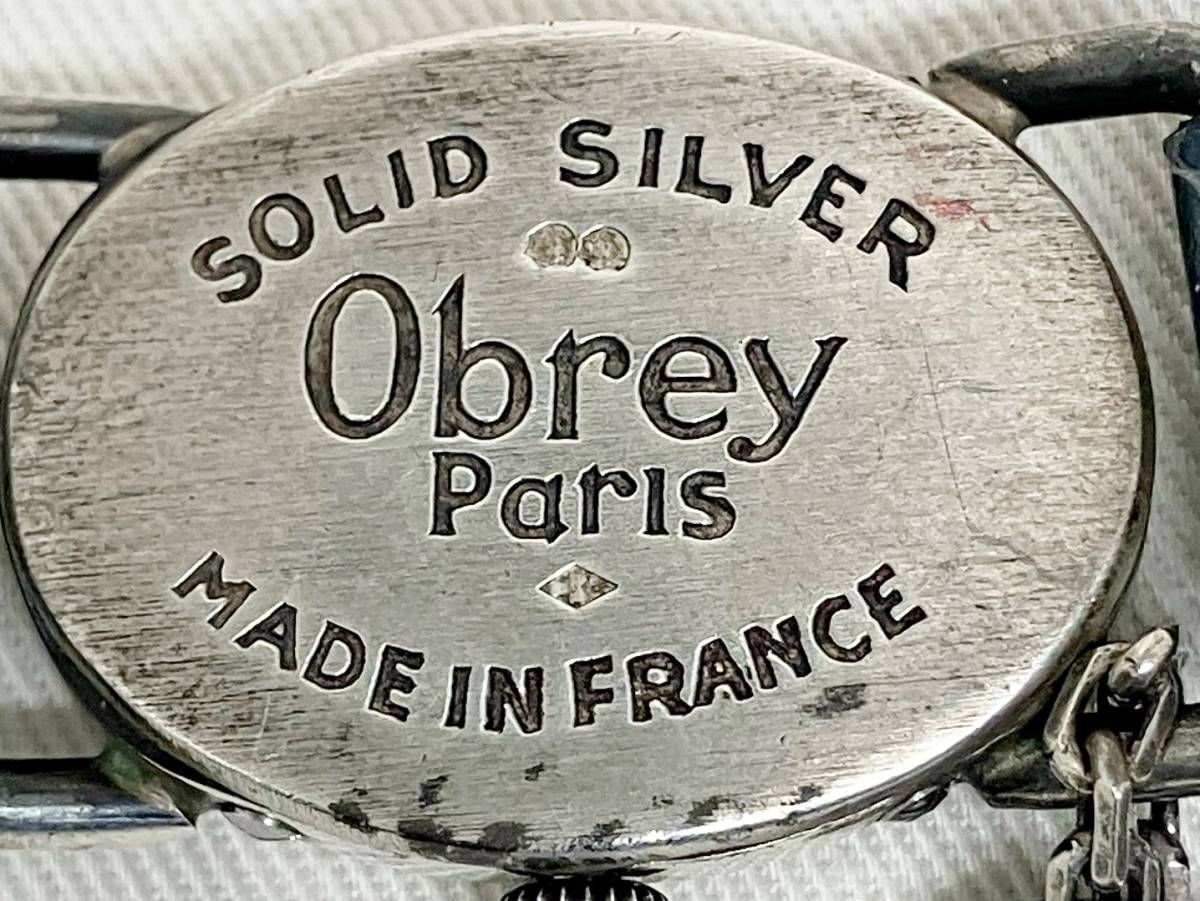 SOLID SILVER
Obrey
Paris
MADE IN FRANCE